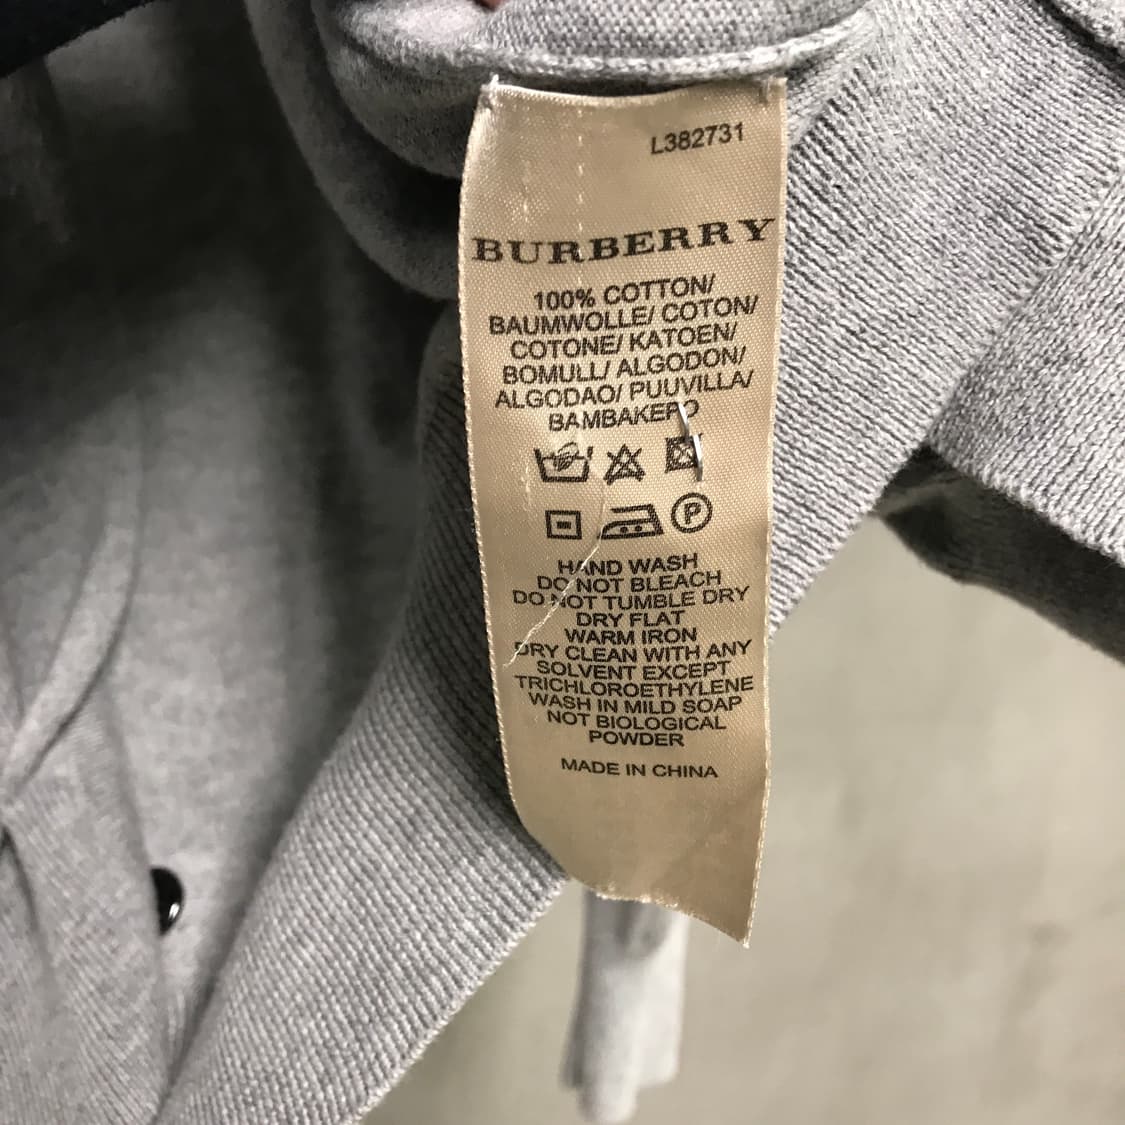 L382731
BURBERRY
100% COTTON/
BAUMWOLLE/ COTON/
COTONE/ KATOEN/
BOMULL/ ALGODON/
ALGODAO/ PUUVILLA/
BAMBAKEPO
P
HAND WASH
DO NOT BLEACH
DO NOT TUMBLE DRY
DRY FLAT
WARM IRON
DRY CLEAN WITH ANY
SOLVENT EXCEPT
TRICHLOROETHYLENE
WASH IN MILD SOAP
NOT BIOLOGICAL
POWDER
MADE IN CHINA